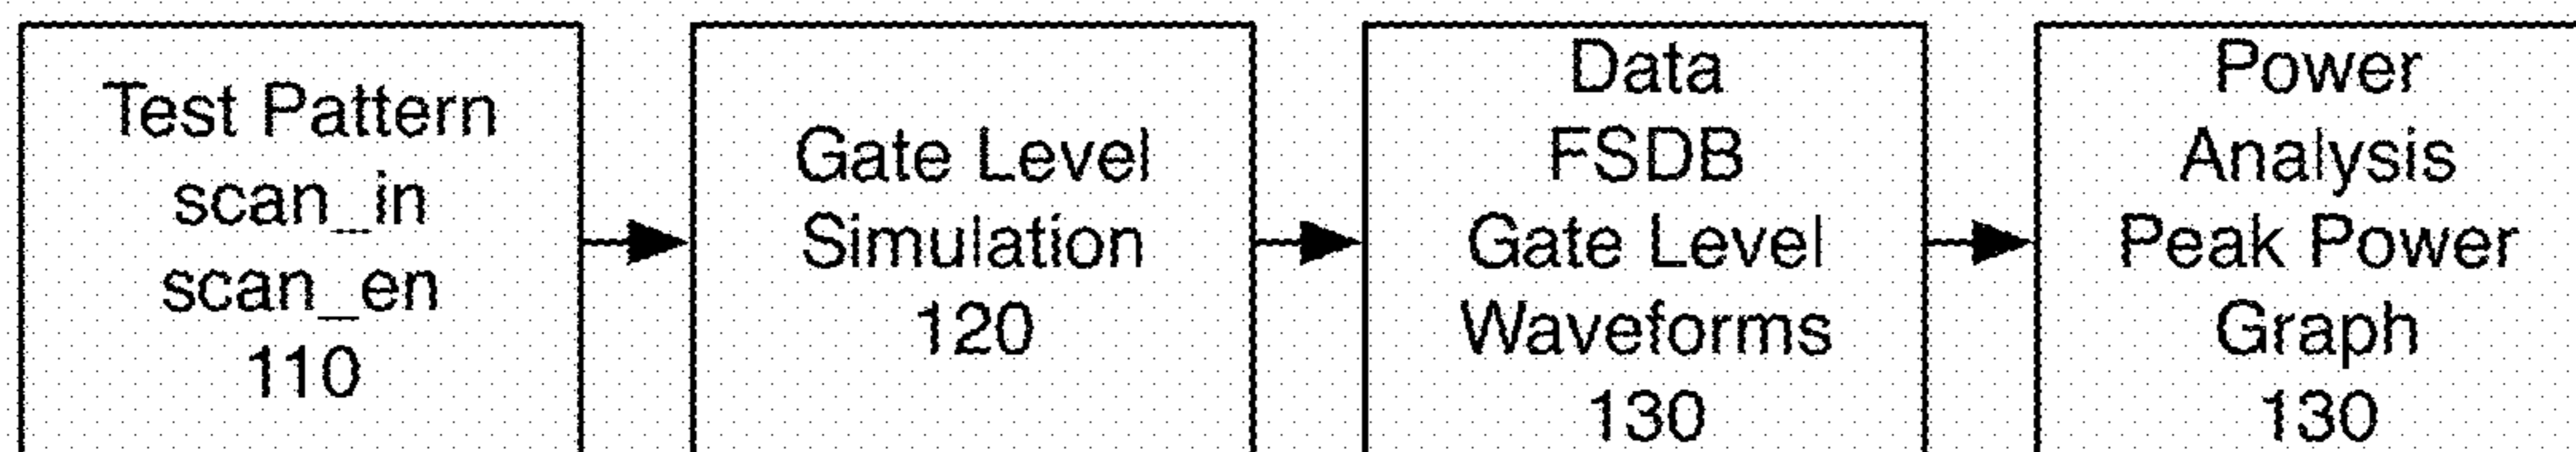 Test Pattern
scan_in
scan_en
110
Gate Level
Simulation
120
Data
FSDB
Gate Level
Waveforms
130
Power
Analysis
Peak Power
Graph
130